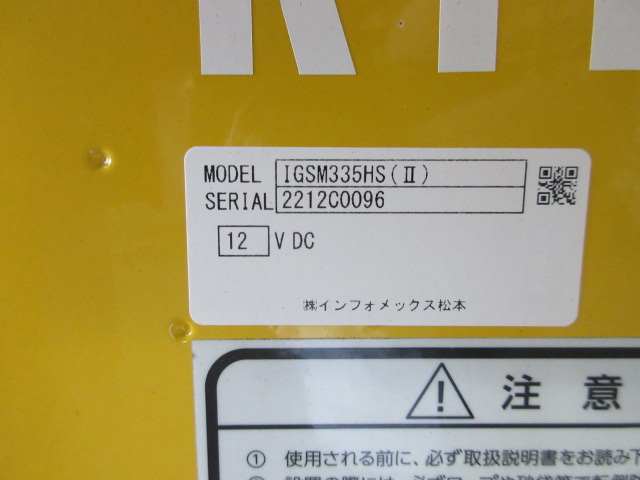 MODEL IGSM335HS(Ⅱ)
SERIAL 2212C0096
12 V DC
㈱インフォメックス松本
注意
① 使用される前に、必ず取扱説明書をお読み